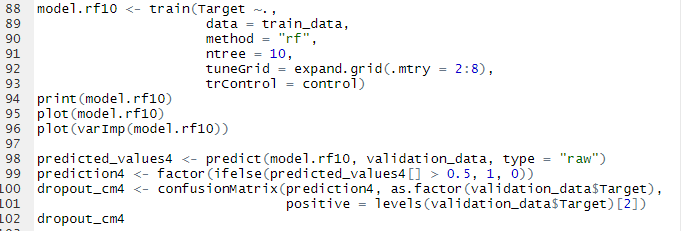 88 model.rf10 <- train(Target ~.,
89 data = train_data,
90 method = "rf",
91 ntree = 10,
92 tuneGrid = expand.grid(.mtry = 2:8),
93 trControl = control)
94 print(model.rf10)
95 plot(model.rf10)
96 plot(varImp(model.rf10))
97
98 predicted_values4 <- predict(model.rf10, validation_data, type = "raw")
99 prediction4 <- factor(ifelse(predicted_values4[] > 0.5, 1, 0))
100 dropout_cm4 <- confusionMatrix(prediction4, as.factor(validation_data$Target),
101 positive = levels(validation_data$Target)[2])
102 dropout_cm4